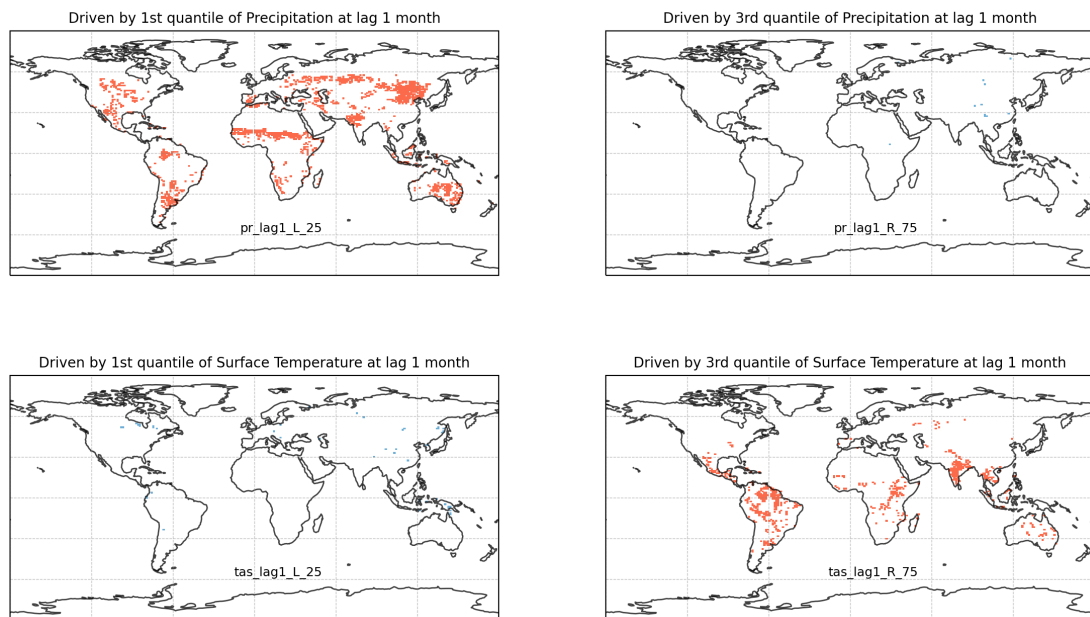 Driven by 1st quantile of Precipitation at lag 1 month
Driven by 3rd quantile of Precipitation at lag 1 month
pr_lag1_L_25
pr_lag1_R_75
Driven by 1st quantile of Surface Temperature at lag 1 month
Driven by 3rd quantile of Surface Temperature at lag 1 month
tas_lag1_L_25
tas_lag1_R_75